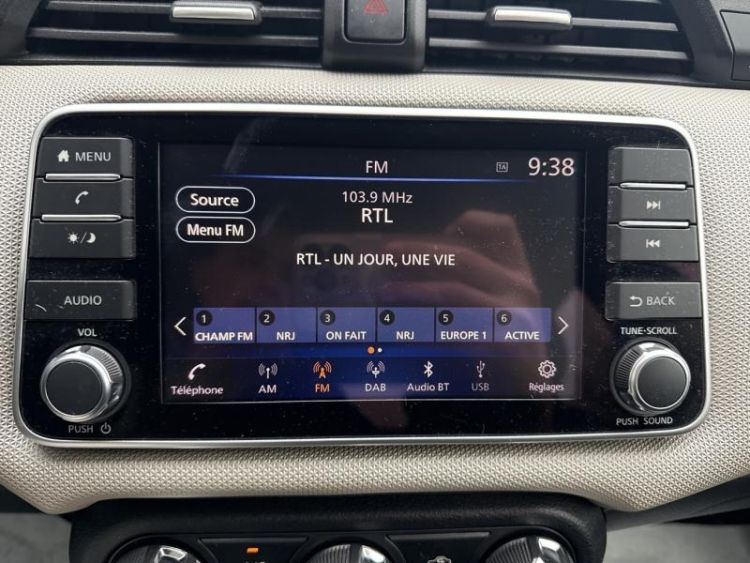 MENU
AUDIO
VOL
PUSH
FM
TA
9:38
Source
103.9 MHz
RTL
Menu FM
RTL - UN JOUR, UNE VIE
1 CHAMP FM
2 NRJ
3 ON FAIT
4 NRJ
5 EUROPE 1
6 ACTIVE
Téléphone
AM
FM
DAB
Audio BT
USB
Réglages
BACK
TUNE·SCROLL
PUSH SOUND